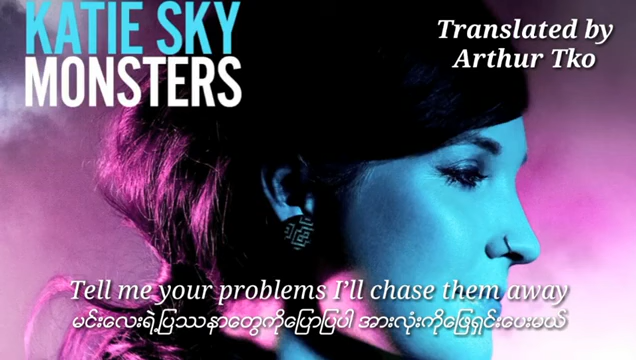 KATIE SKY
MONSTERS
Translated by
Arthur Tko
Tell me your problems I'll chase them away
မင်းလေးရဲ့ပြဿနာတွေကိုပြောပြပါ အားလုံးကိုဖြေရှင်းပေးမယ်